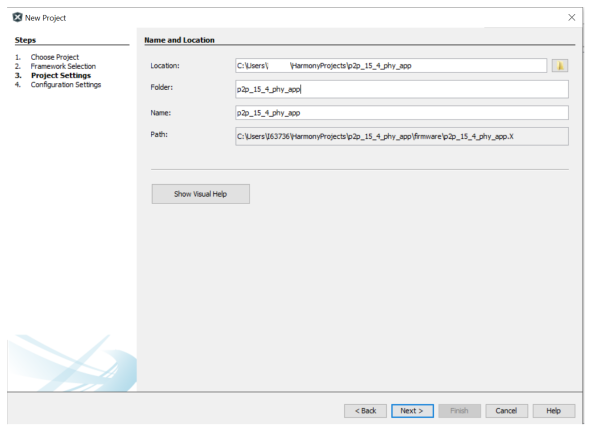 New Project
Steps
1. Choose Project
2. Framework Selection
3. Project Settings
4. Configuration Settings
Name and Location
Location: C:\Users\ \HarmonyProjects\p2p_15_4_phy_app
Folder: p2p_15_4_phy_app
Name: p2p_15_4_phy_app
Path: C:\Users\I63736\HarmonyProjects\p2p_15_4_phy_app\firmware\p2p_15_4_phy_app.X
Show Visual Help
< Back Next > Finish Cancel Help